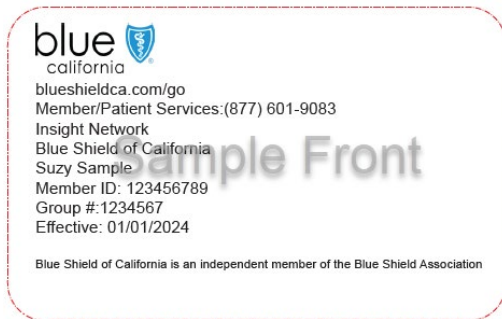 blue
california
blueshieldca.com/go
Member/Patient Services:(877) 601-9083
Insight Network
Blue Shield of California
Suzy Sample
Member ID: 123456789
Group #:1234567
Effective: 01/01/2024
Sample Front
Blue Shield of California is an independent member of the Blue Shield Association